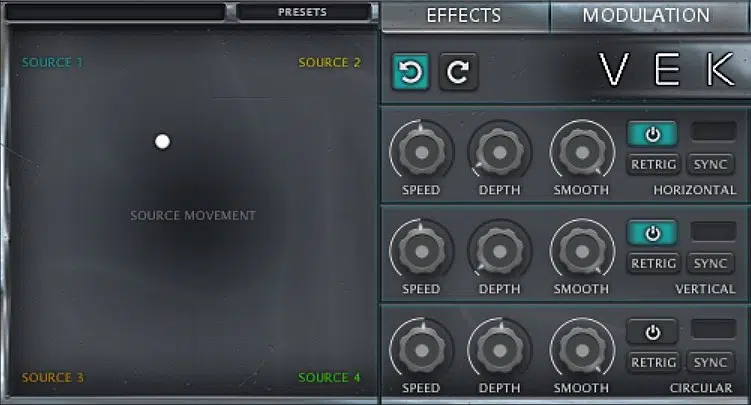 PRESETS
EFFECTS
MODULATION
SOURCE 1
SOURCE 2
VEK
SPEED
DEPTH
SMOOTH
RETRIG
SYNC
HORIZONTAL
SOURCE MOVEMENT
SPEED
DEPTH
SMOOTH
RETRIG
SYNC
VERTICAL
SOURCE 3
SOURCE 4
SPEED
DEPTH
SMOOTH
RETRIG
SYNC
CIRCULAR